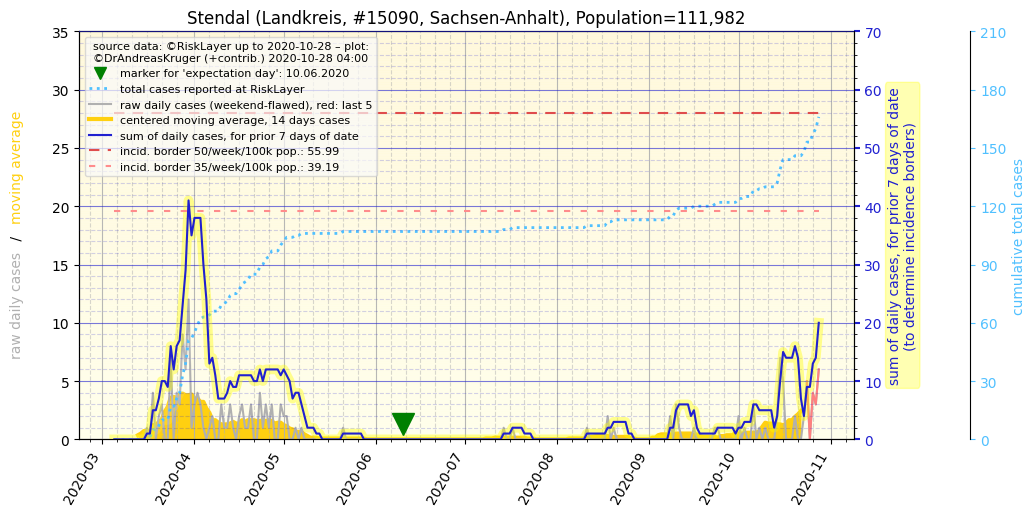 Stendal (Landkreis, #15090, Sachsen-Anhalt), Population=111,982
source data: ©RiskLayer up to 2020-10-28 – plot:
©DrAndreasKruger (+contrib.) 2020-10-28 04:00
marker for 'expectation day': 10.06.2020
total cases reported at RiskLayer
raw daily cases (weekend-flawed), red: last 5
centered moving average, 14 days cases
sum of daily cases, for prior 7 days of date
incid. border 50/week/100k pop.: 55.99
incid. border 35/week/100k pop.: 39.19
raw daily cases / moving average
35
30
25
20
15
10
5
0
2020-03
2020-04
2020-05
2020-06
2020-07
2020-08
2020-09
2020-10
2020-11
70
60
50
40
30
20
10
0
sum of daily cases, for prior 7 days of date
(to determine incidence borders)
210
180
150
120
90
60
30
0
cumulative total cases